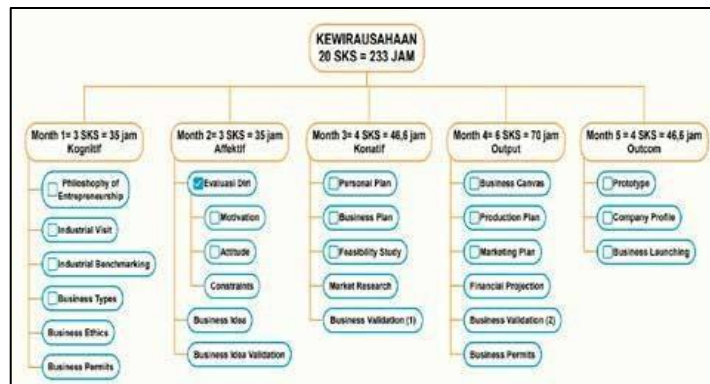 KEWIRAUSAHAAN
20 SKS = 233 JAM
Month 1= 3 SKS = 35 jam
Kognitif
Philoshophy of
Entrepreneurship
Industrial Visit
Industrial Banchmarking
Business Types
Business Ethics
Business Permits
Month 2= 3 SKS = 35 jam
Affektif
Evaluasi Diri
Motivation
Attitude
Constraints
Business Idea
Business Idea Validation
Month 3= 4 SKS = 46,6 jam
Konatif
Personal Plan
Business Plan
Feasibility Study
Market Research
Business Validation (1)
Month 4= 6 SKS = 70 jam
Output
Business Canvas
Production Plan
Marketing Plan
Financial Projection
Business Validation (2)
Business Permits
Month 5 = 4 SKS = 46,6 jam
Outcom
Prototype
Company Profile
Business Launching